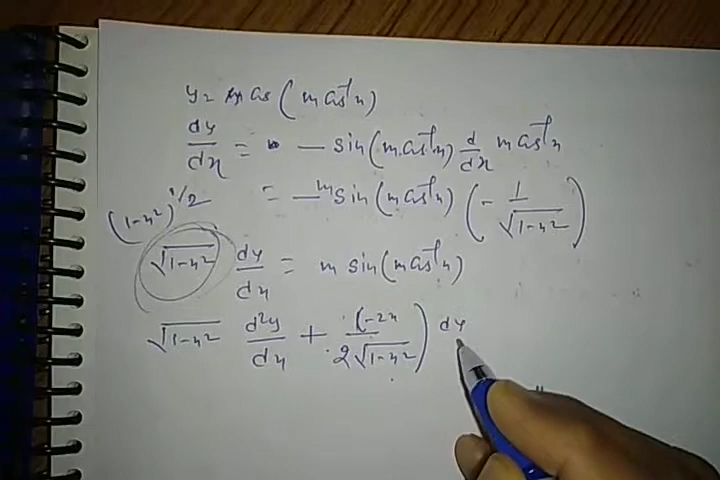 y = cos (m cos⁻¹x)
dy/dx = - sin(m cos⁻¹x) d/dx m cos⁻¹x
= -m sin(m cos⁻¹x) (- 1/√(1-x²))
(1-x²)^1/2
√(1-x²) dy/dx = m sin(m cos⁻¹x)
√(1-x²) d²y/dx + (-2x / 2√(1-x²)) dy